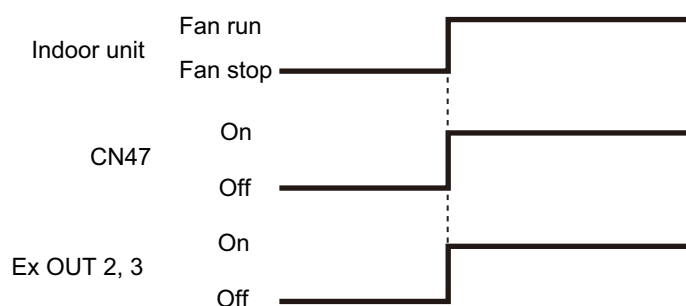 Fan run
Indoor unit
Fan stop
On
CN47
Off
On
Ex OUT 2, 3
Off